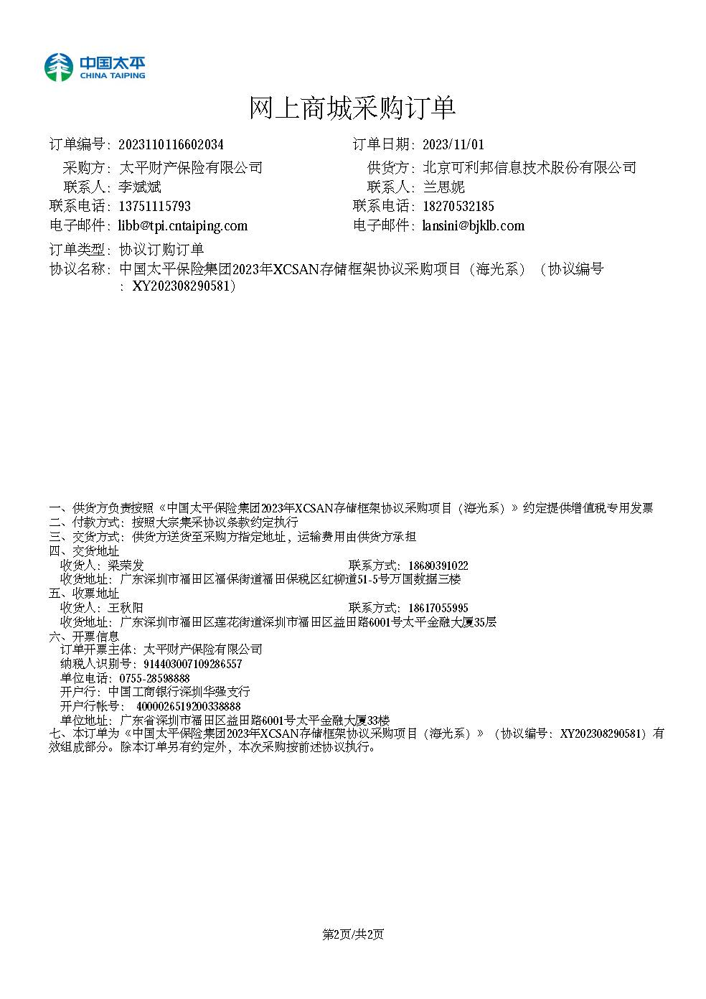 中国太平
CHINA TAIPING
网上商城采购订单
订单编号：2023110116602034 订单日期：2023/11/01
采购方：太平财产保险有限公司 供货方：北京可利邦信息技术股份有限公司
联系人：李斌斌 联系人：兰思妮
联系电话：13751115793 联系电话：18270532185
电子邮件：libb@tpi.cntaiping.com 电子邮件：lansini@bjklb.com
订单类型：协议订购订单
协议名称：中国太平保险集团2023年XCSAN存储框架协议采购项目（海光系）（协议编号
：XY202308290581）
一、供货方负责按照《中国太平保险集团2023年XCSAN存储框架协议采购项目（海光系）》约定提供增值税专用发票
二、付款方式：按照大宗集采协议条款约定执行
三、交货方式：供货方送货至采购方指定地址，运输费用由供货方承担
四、交货地址
收货人：梁荣发 联系方式：18680391022
收货地址：广东深圳市福田区福保街道福田保税区红柳道51-5号万国数据三楼
五、收票地址
收货人：王秋阳 联系方式：18617055995
收货地址：广东深圳市福田区莲花街道深圳市福田区益田路6001号太平金融大厦35层
六、开票信息
订单开票主体：太平财产保险有限公司
纳税人识别号：914403007109286557
单位电话：0755-28598888
开户行：中国工商银行深圳华强支行
开户行帐号： 4000026519200338888
单位地址：广东省深圳市福田区益田路6001号太平金融大厦33楼
七、本订单为《中国太平保险集团2023年XCSAN存储框架协议采购项目（海光系）》（协议编号：XY202308290581）有
效组成部分。除本订单另有约定外，本次采购按前述协议执行。
第2页/共2页